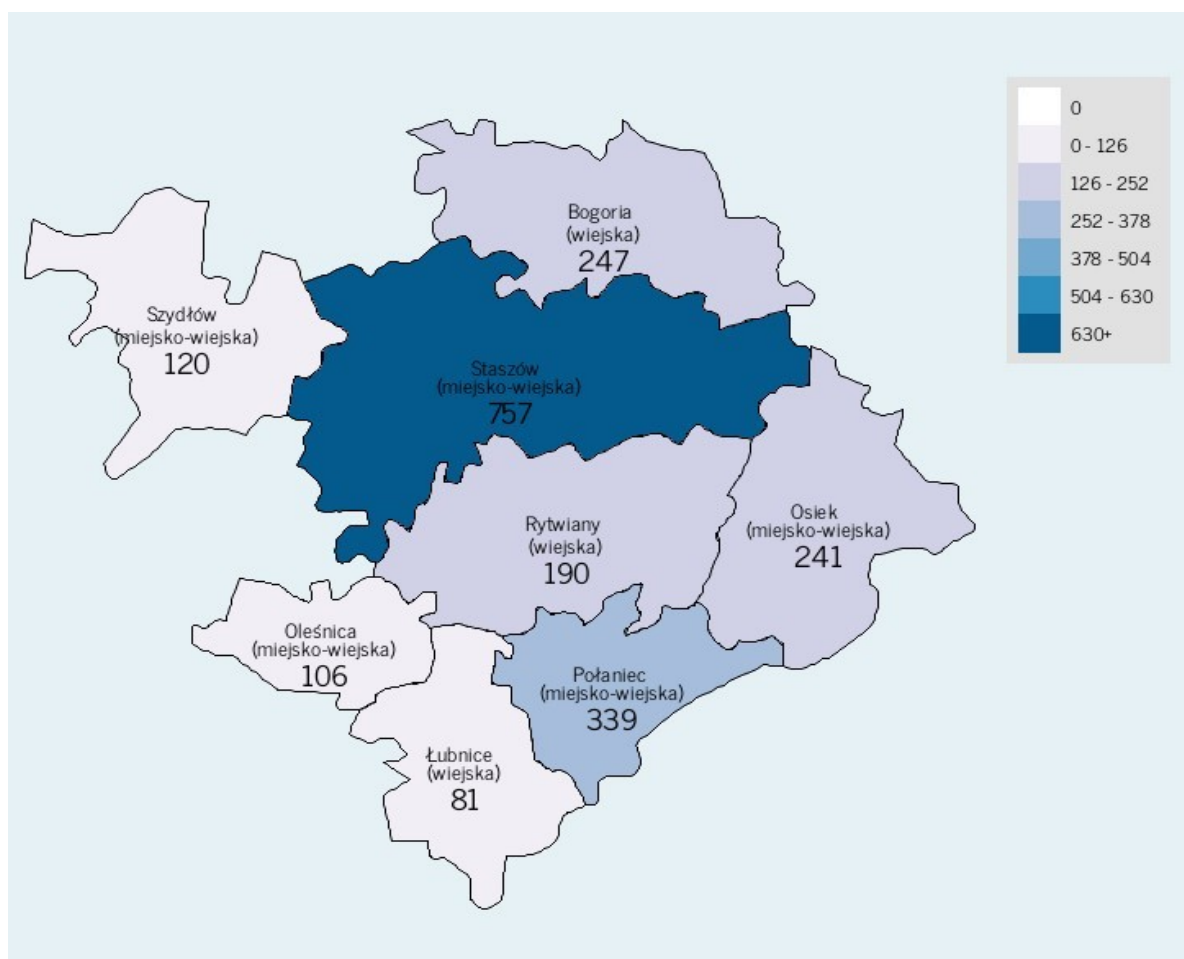 0
0 - 126
126 - 252
252 - 378
378 - 504
504 - 630
630+
Bogoria
(wiejska)
247
Szydłów
(miejsko-wiejska)
120
Staszów
(miejsko-wiejska)
757
Osiek
(miejsko-wiejska)
241
Rytwiany
(wiejska)
190
Oleśnica
(miejsko-wiejska)
106
Połaniec
(miejsko-wiejska)
339
Łubnice
(wiejska)
81